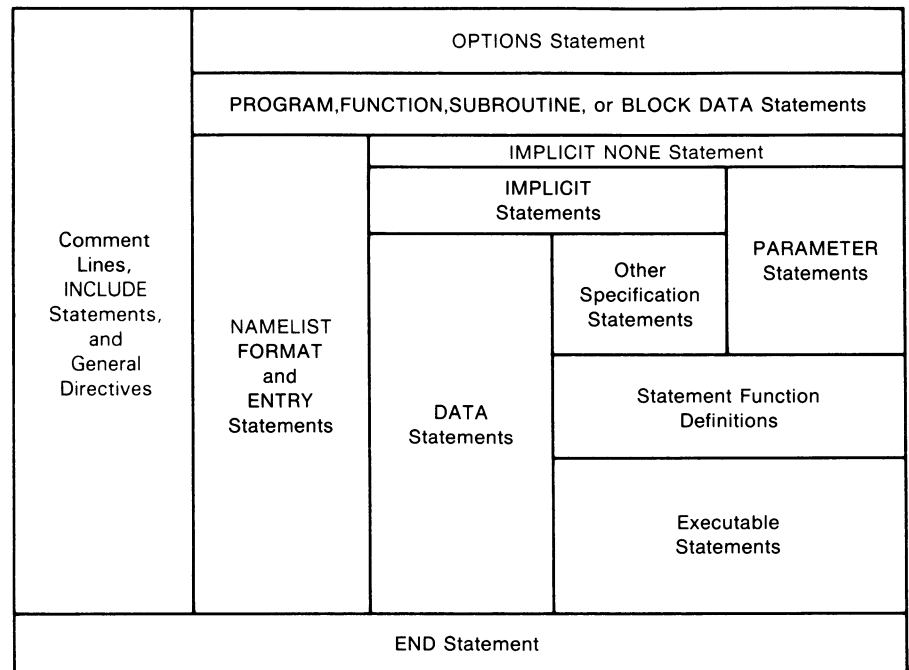 OPTIONS Statement
PROGRAM,FUNCTION,SUBROUTINE, or BLOCK DATA Statements
IMPLICIT NONE Statement
IMPLICIT
Statements
PARAMETER
Statements
Comment
Lines,
INCLUDE
Statements,
and
General
Directives
Other
Specification
Statements
NAMELIST
FORMAT
and
ENTRY
Statements
DATA
Statements
Statement Function
Definitions
Executable
Statements
END Statement